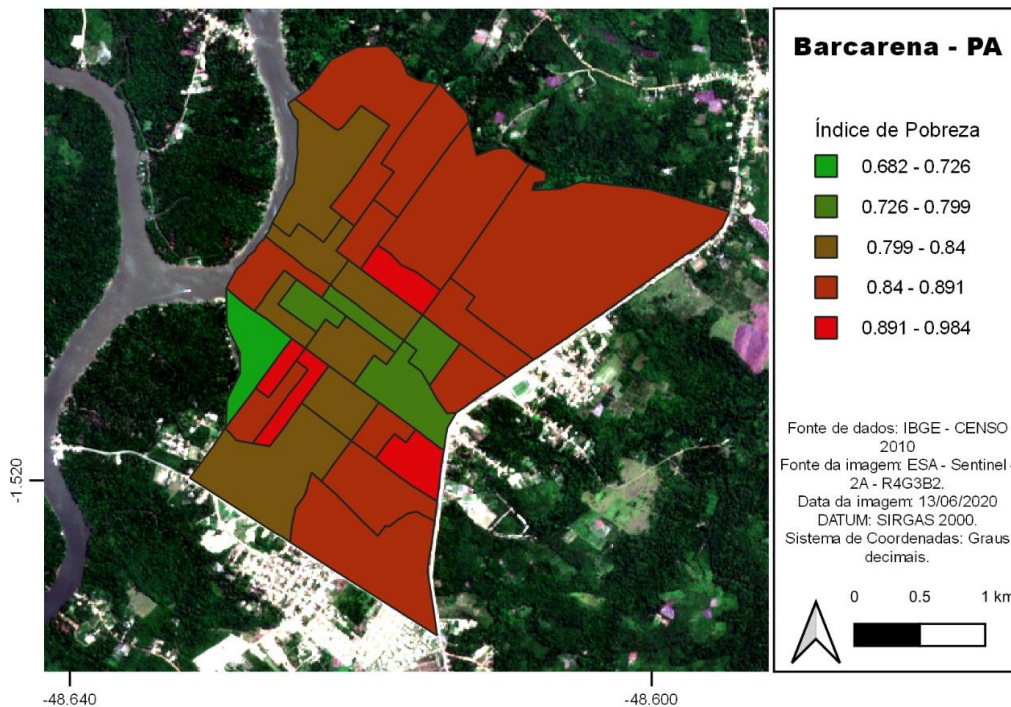 Barcarena - PA
Índice de Pobreza
0.682 - 0.726
0.726 - 0.799
0.799 - 0.84
0.84 - 0.891
0.891 - 0.984
Fonte de dados: IBGE - CENSO
2010
Fonte da imagem: ESA - Sentinel -
2A - R4G3B2.
Data da imagem: 13/06/2020
DATUM: SIRGAS 2000.
Sistema de Coordenadas: Graus
decimais.
0 0.5 1 km
-1.520
-48.640
-48.600